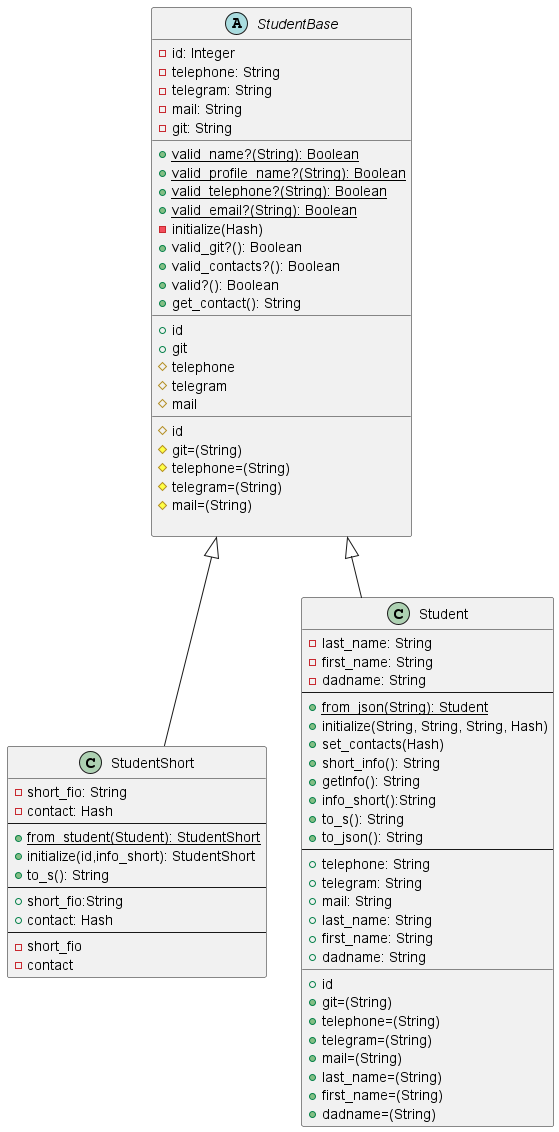 A StudentBase
id: Integer
telephone: String
telegram: String
mail: String
git: String
valid_name?(String): Boolean
valid_profile_name?(String): Boolean
valid_telephone?(String): Boolean
valid_email?(String): Boolean
initialize(Hash)
valid_git?(): Boolean
valid_contacts?(): Boolean
valid?(): Boolean
get_contact(): String
id
git
telephone
telegram
mail
id
git=(String)
telephone=(String)
telegram=(String)
mail=(String)
C Student
last_name: String
first_name: String
dadname: String
from_json(String): Student
initialize(String, String, String, Hash)
set_contacts(Hash)
short_info(): String
getInfo(): String
info_short():String
to_s(): String
to_json(): String
telephone: String
telegram: String
mail: String
last_name: String
first_name: String
dadname: String
id
git=(String)
telephone=(String)
telegram=(String)
mail=(String)
last_name=(String)
first_name=(String)
dadname=(String)
C StudentShort
short_fio: String
contact: Hash
from_student(Student): StudentShort
initialize(id,info_short): StudentShort
to_s(): String
short_fio:String
contact: Hash
short_fio
contact